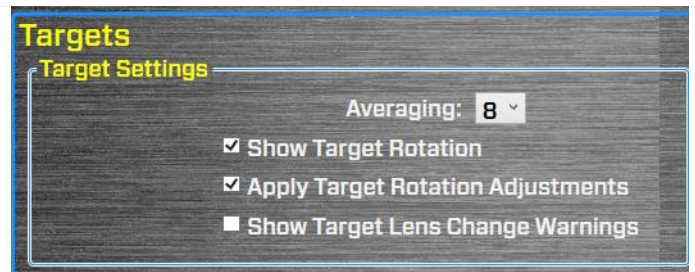 Targets
Target Settings
Averaging: 8
Show Target Rotation
Apply Target Rotation Adjustments
Show Target Lens Change Warnings